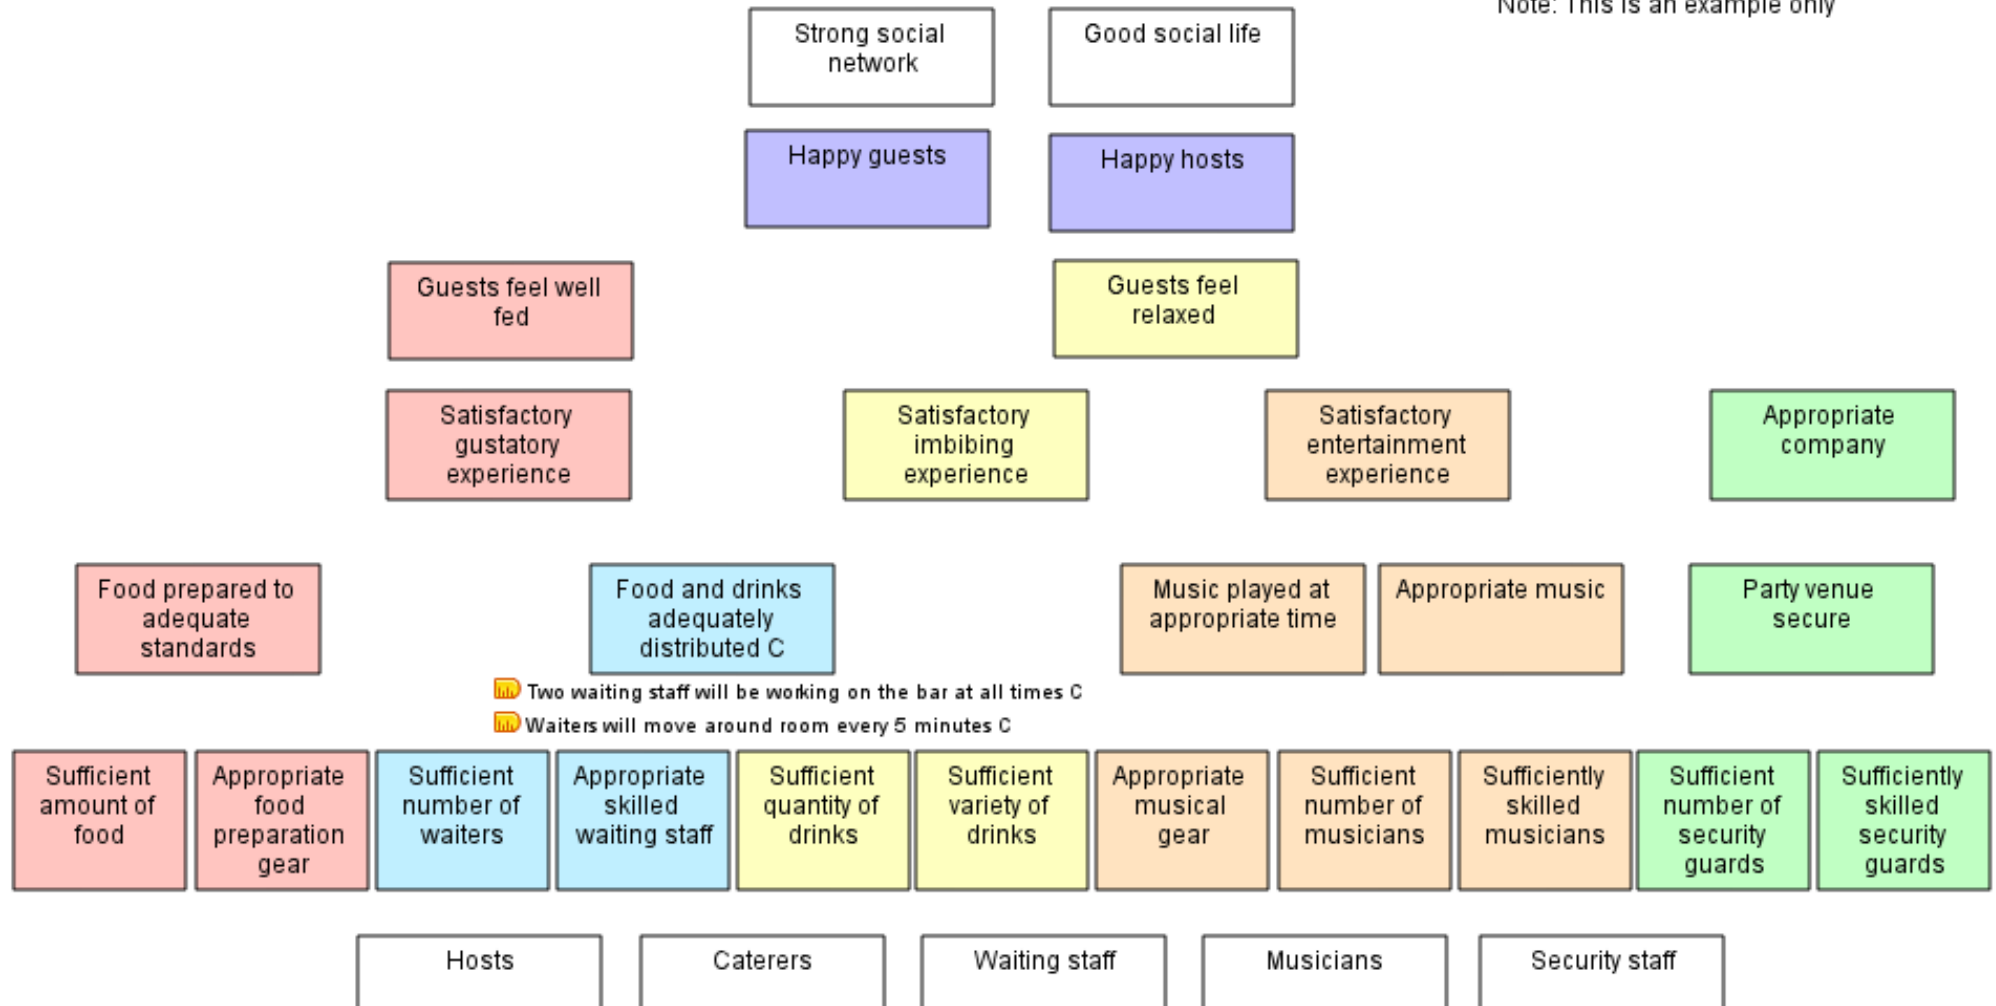 Note: This is an example only
Strong social
network
Good social life
Happy guests
Happy hosts
Guests feel well
fed
Guests feel
relaxed
Satisfactory
gustatory
experience
Satisfactory
imbibing
experience
Satisfactory
entertainment
experience
Appropriate
company
Food prepared to
adequate
standards
Food and drinks
adequately
distributed C
Music played at
appropriate time
Appropriate music
Party venue
secure
Two waiting staff will be working on the bar at all times C
Waiters will move around room every 5 minutes C
Sufficient
amount of
food
Appropriate
food
preparation
gear
Sufficient
number of
waiters
Appropriate
skilled
waiting staff
Sufficient
quantity of
drinks
Sufficient
variety of
drinks
Appropriate
musical
gear
Sufficient
number of
musicians
Sufficiently
skilled
musicians
Sufficient
number of
security
guards
Sufficiently
skilled
security
guards
Hosts
Caterers
Waiting staff
Musicians
Security staff